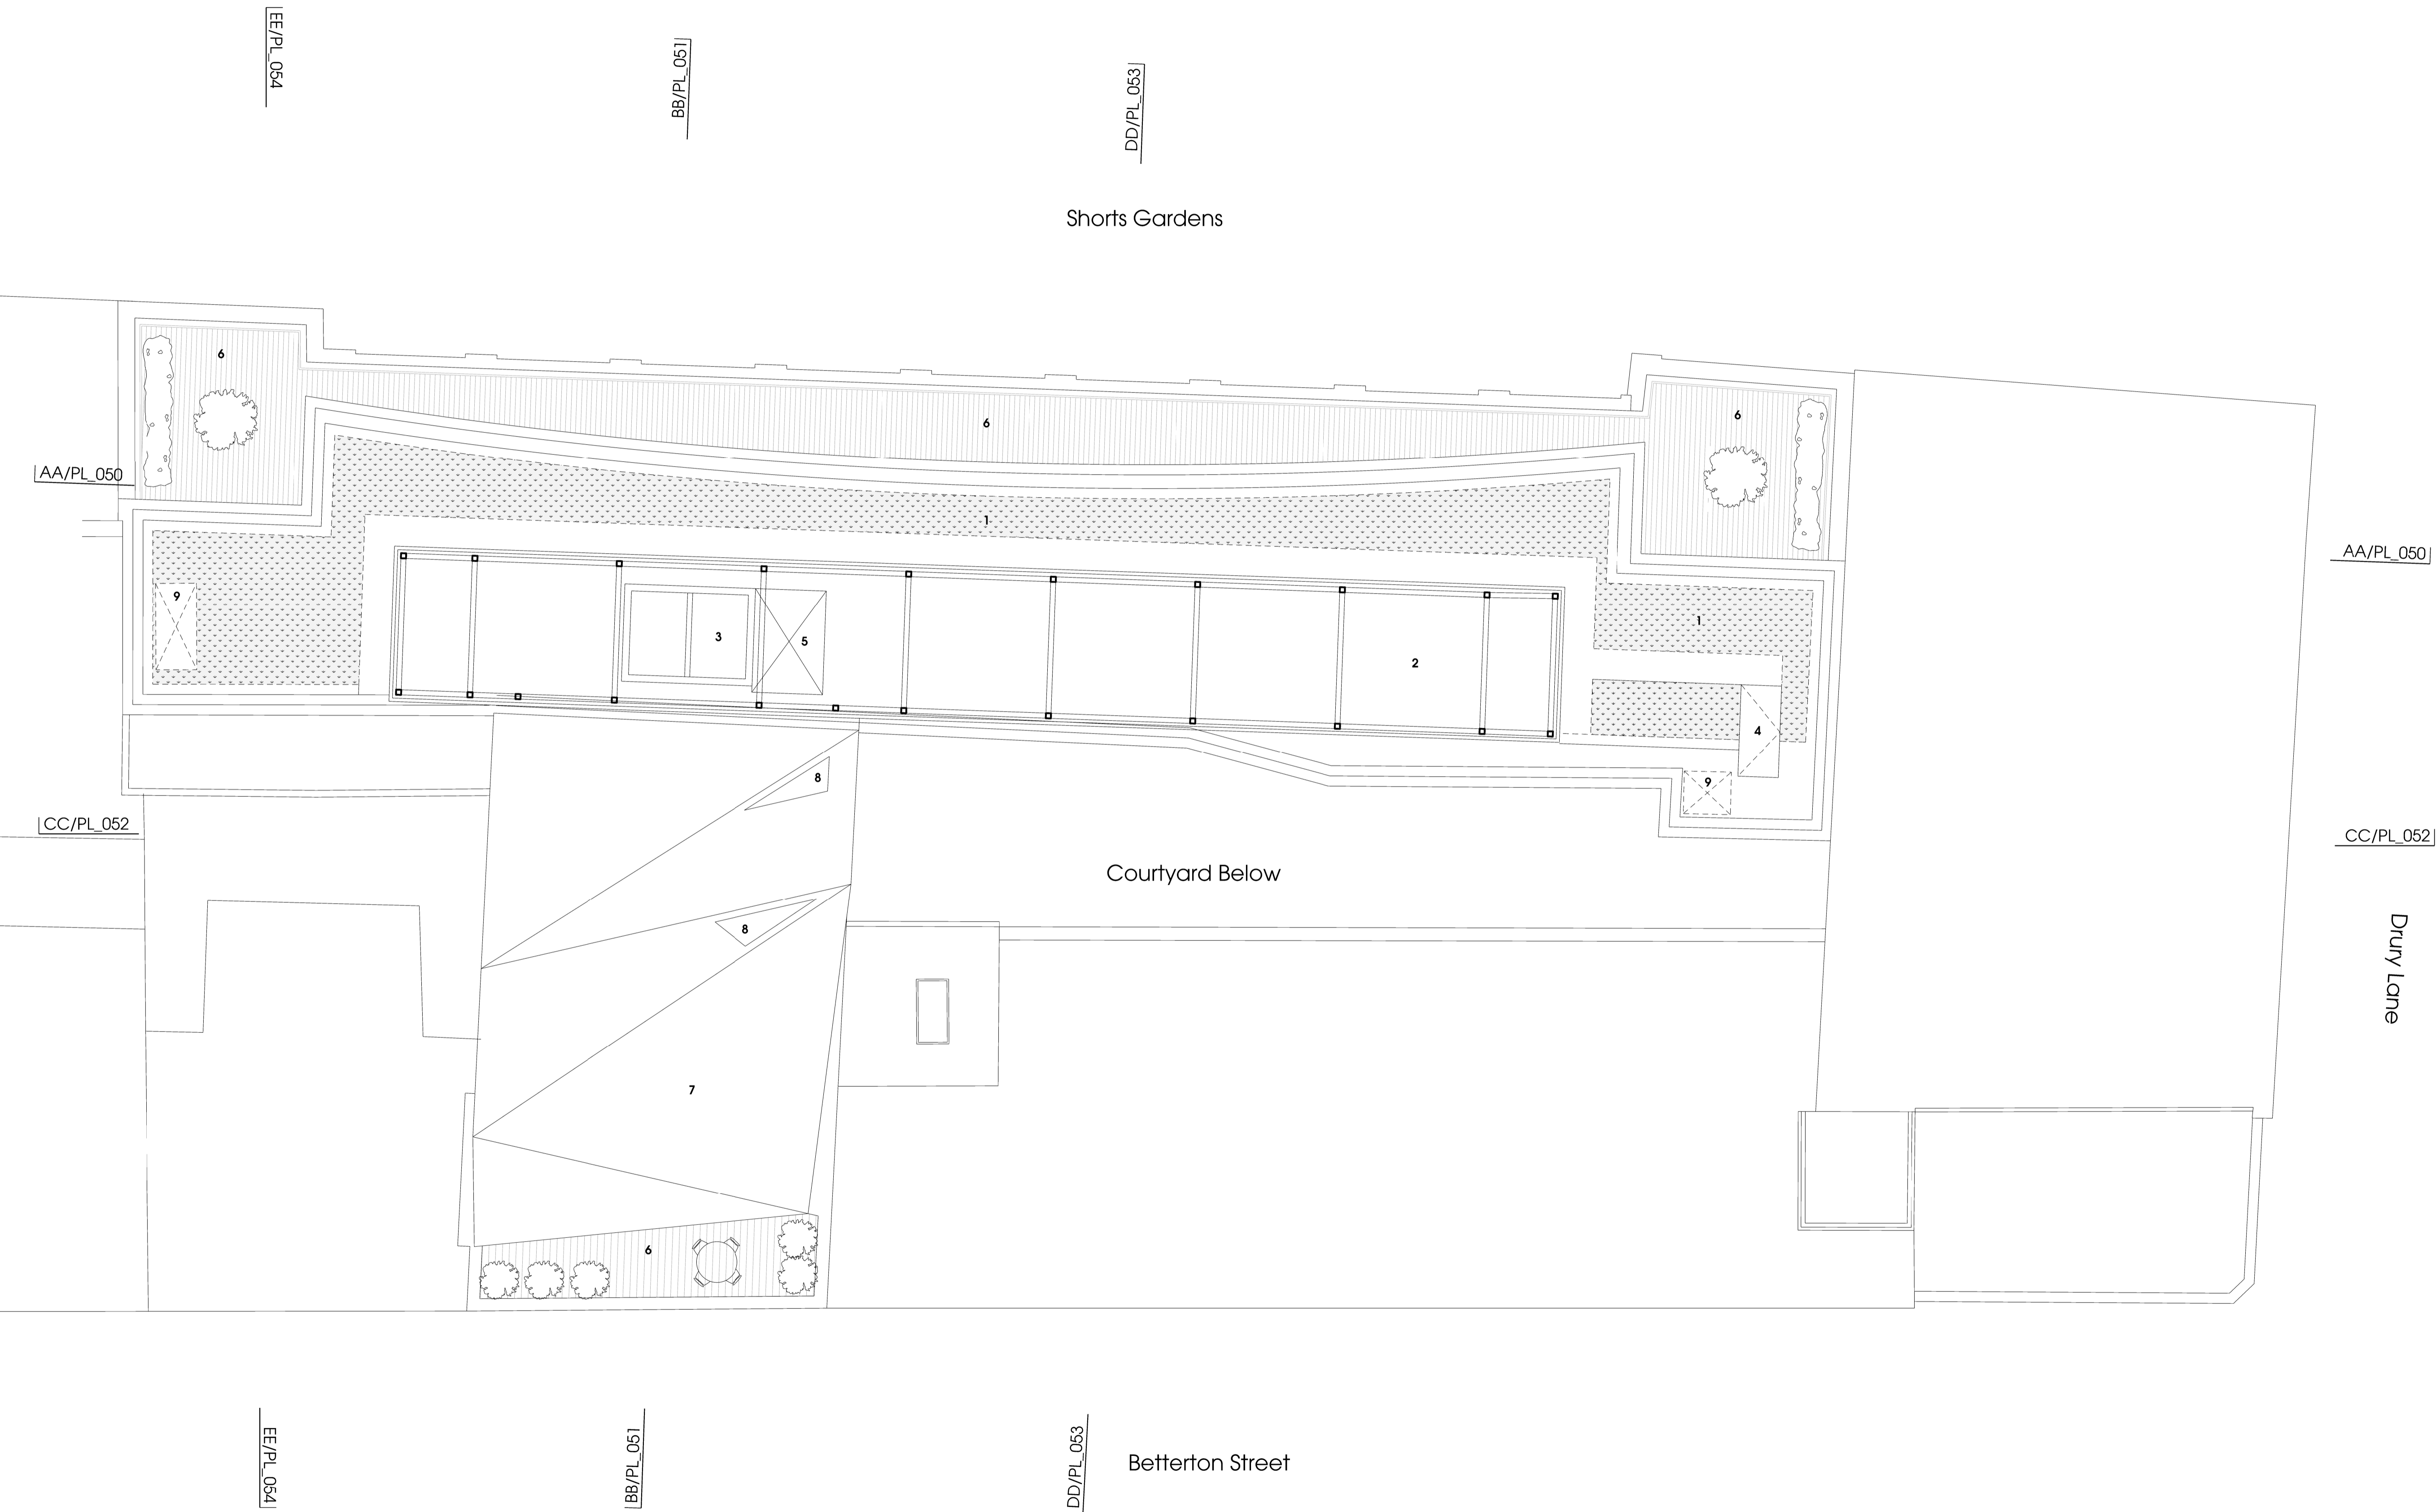 EE/PL_054
BB/PL_051
DD/PL_053
Shorts Gardens
6
6
6
AA/PL_050
1
AA/PL_050
9
1
3
5
2
4
8
9
CC/PL_052
CC/PL_052
Courtyard Below
8
Drury Lane
7
6
EE/PL_054
BB/PL_051
DD/PL_053
Betterton Street